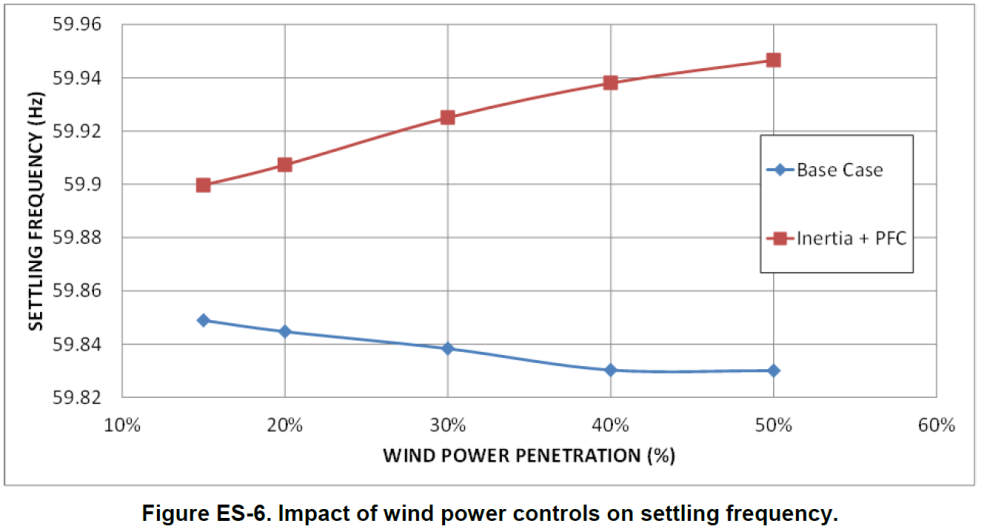 59.96
59.94
59.92
59.9
59.88
59.86
59.84
59.82
SETTLING FREQUENCY (Hz)
Base Case
Inertia + PFC
10% 20% 30% 40% 50% 60%
WIND POWER PENETRATION (%)
Figure ES-6. Impact of wind power controls on settling frequency.